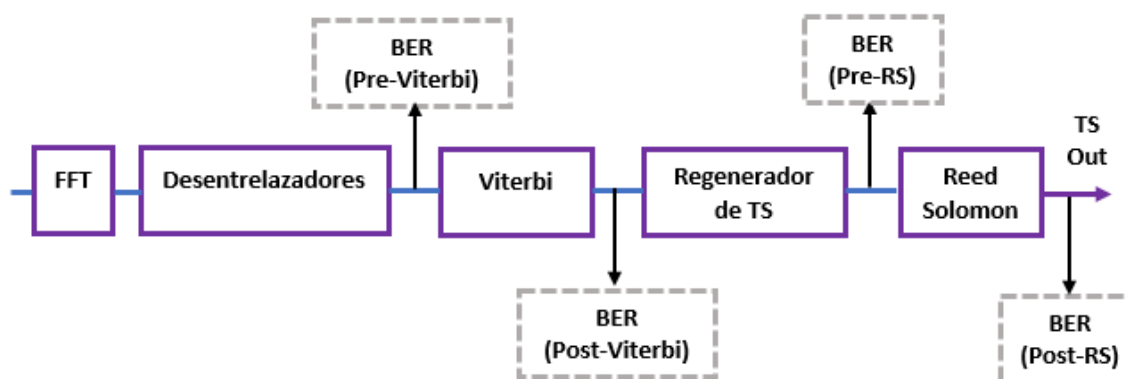 BER
(Pre-Viterbi)
BER
(Pre-RS)
TS
Out
FFT
Desentrelazadores
Viterbi
Regenerador
de TS
Reed
Solomon
BER
(Post-Viterbi)
BER
(Post-RS)